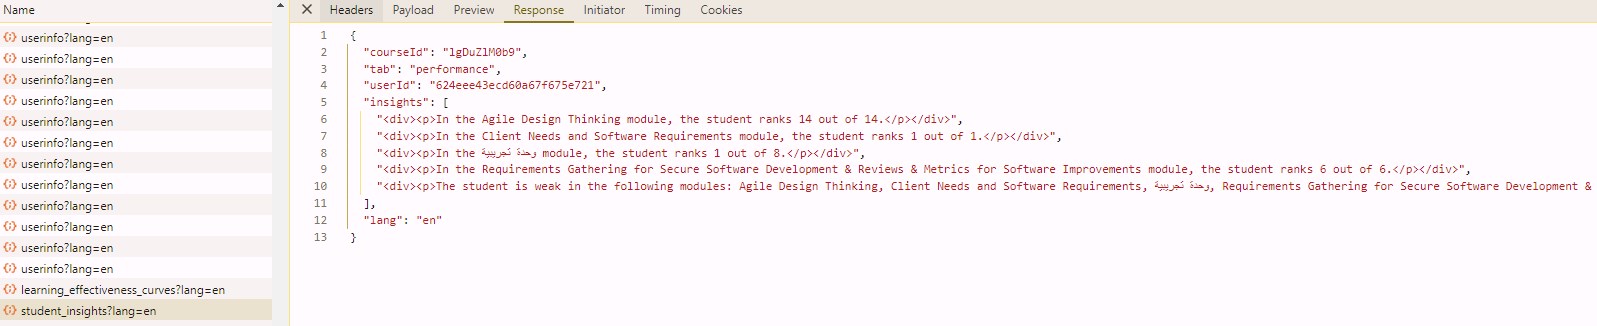 Name
userinfo?lang=en
userinfo?lang=en
userinfo?lang=en
userinfo?lang=en
userinfo?lang=en
userinfo?lang=en
userinfo?lang=en
userinfo?lang=en
userinfo?lang=en
userinfo?lang=en
userinfo?lang=en
userinfo?lang=en
learning_effectiveness_curves?lang=en
student_insights?lang=en
Headers Payload Preview Response Initiator Timing Cookies
1 {
2 "courseId": "lgDuZlM0b9",
3 "tab": "performance",
4 "userId": "624eee43ecd60a67f675e721",
5 "insights": [
6 "<div><p>In the Agile Design Thinking module, the student ranks 14 out of 14.</p></div>",
7 "<div><p>In the Client Needs and Software Requirements module, the student ranks 1 out of 1.</p></div>",
8 "<div><p>In the وحدة تجريبية module, the student ranks 1 out of 8.</p></div>",
9 "<div><p>In the Requirements Gathering for Secure Software Development & Reviews & Metrics for Software Improvements module, the student ranks 6 out of 6.</p></div>",
10 "<div><p>The student is weak in the following modules: Agile Design Thinking, Client Needs and Software Requirements, وحدة تجريبية, Requirements Gathering for Secure Software Development &
11 ],
12 "lang": "en"
13 }